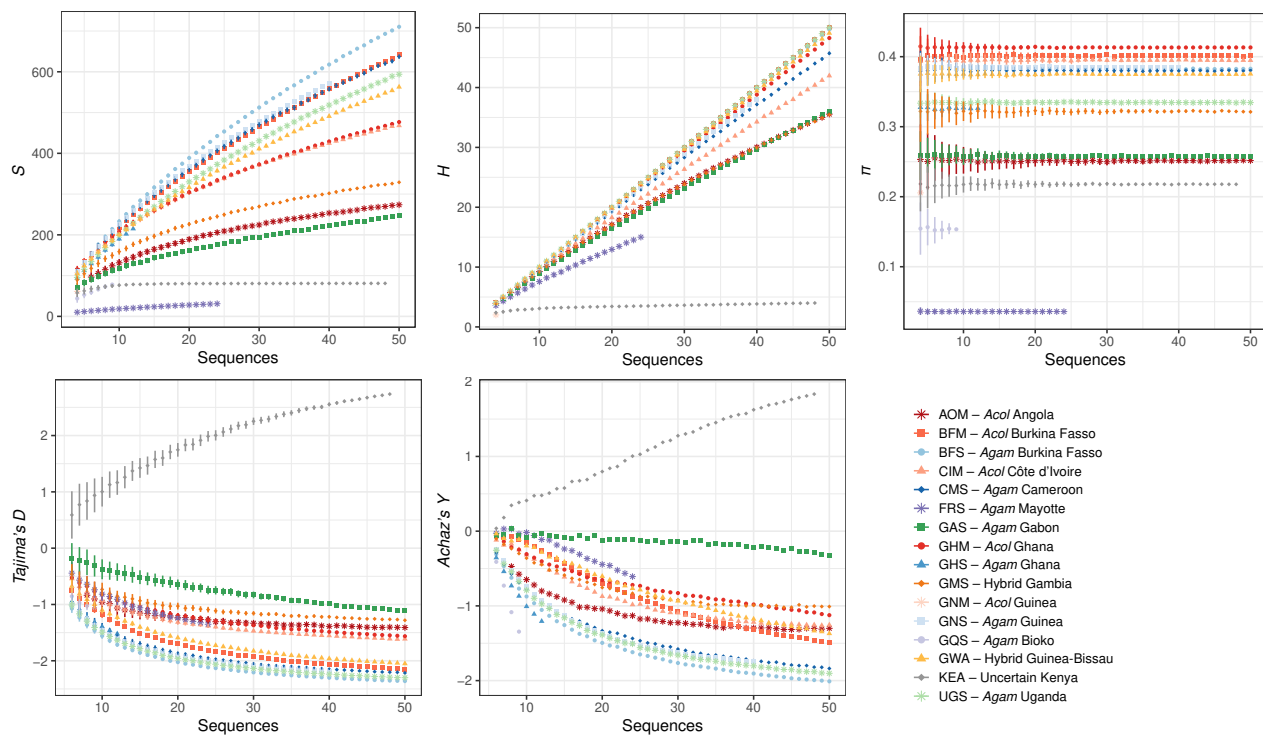 600
400
200
0
S
10 20 30 40 50
Sequences
50
40
30
20
10
0
H
10 20 30 40 50
Sequences
0.4
0.3
0.2
0.1
π
10 20 30 40 50
Sequences
2
1
0
−1
−2
Tajima's D
10 20 30 40 50
Sequences
2
1
0
−1
−2
Achaz's Y
10 20 30 40 50
Sequences
AOM – Acol Angola
BFM – Acol Burkina Fasso
BFS – Agam Burkina Fasso
CIM – Acol Côte d'Ivoire
CMS – Agam Cameroon
FRS – Agam Mayotte
GAS – Agam Gabon
GHM – Acol Ghana
GHS – Agam Ghana
GMS – Hybrid Gambia
GNM – Acol Guinea
GNS – Agam Guinea
GQS – Agam Bioko
GWA – Hybrid Guinea-Bissau
KEA – Uncertain Kenya
UGS – Agam Uganda